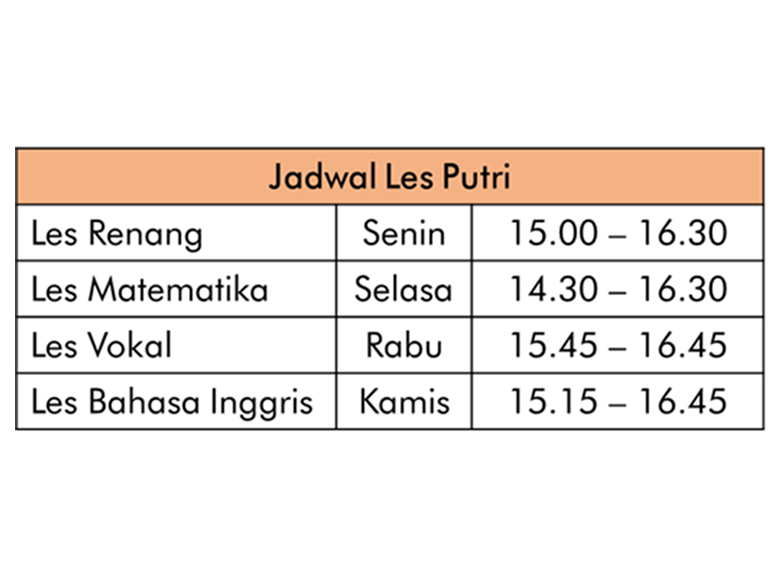 Jadwal Les Putri
Les Renang Senin 15.00 – 16.30
Les Matematika Selasa 14.30 – 16.30
Les Vokal Rabu 15.45 – 16.45
Les Bahasa Inggris Kamis 15.15 – 16.45